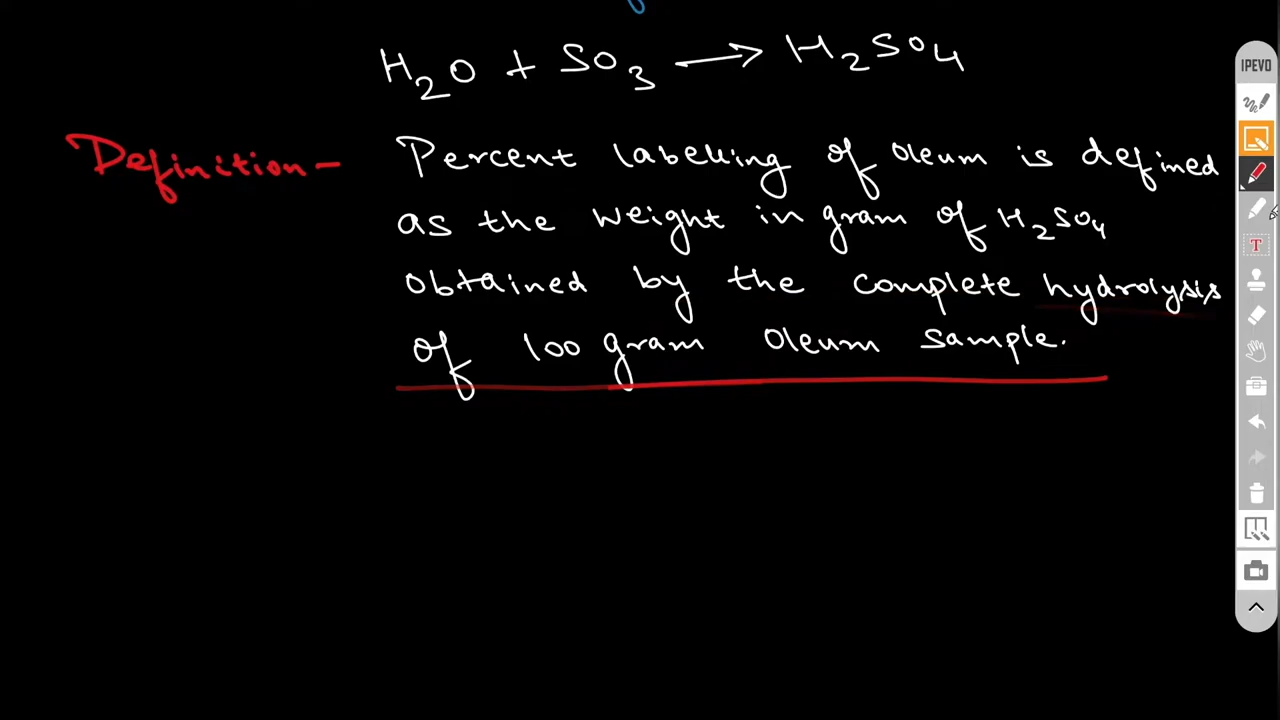 H2O + SO3 → H2SO4
Definition - Percent labelling of Oleum is defined
as the weight in gram of H2SO4
obtained by the complete hydrolysis
of 100 gram Oleum sample.
IPEVO
T